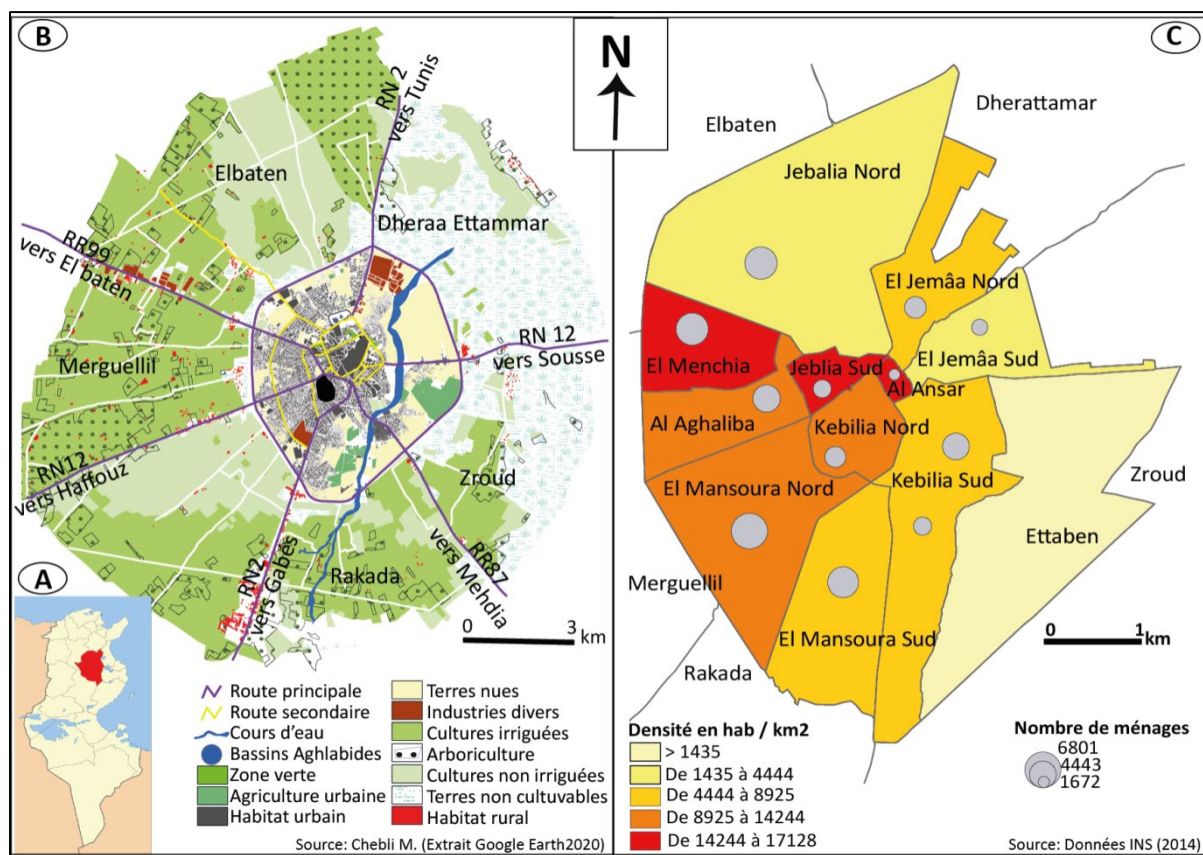 B
N
C
RN 2
vers Tunis
Elbaten
Dheraa Ettammar
RR99
vers El baten
RN 12
vers Sousse
Merguellil
RN12
vers Haffouz
Zroud
RN2
vers Gabès
Rakada
RR87
vers Mehdia
0 3
km
A
Route principale
Route secondaire
Cours d'eau
Bassins Aghlabides
Zone verte
Agriculture urbaine
Habitat urbain
Terres nues
Industries divers
Cultures irriguées
Arboriculture
Cultures non irriguées
Terres non cultuvables
Habitat rural
Source: Chebli M. (Extrait Google Earth2020)
Elbaten
Dherattamar
Jebalia Nord
El Jemâa Nord
El Menchia
Jeblia Sud
El Jemâa Sud
Al Ansar
Al Aghaliba
Kebilia Nord
El Mansoura Nord
Kebilia Sud
Zroud
Ettaben
Merguellil
El Mansoura Sud
Rakada
0 1
km
Densité en hab / km2
> 1435
De 1435 à 4444
De 4444 à 8925
De 8925 à 14244
De 14244 à 17128
Nombre de ménages
6801
4443
1672
Source: Données INS (2014)